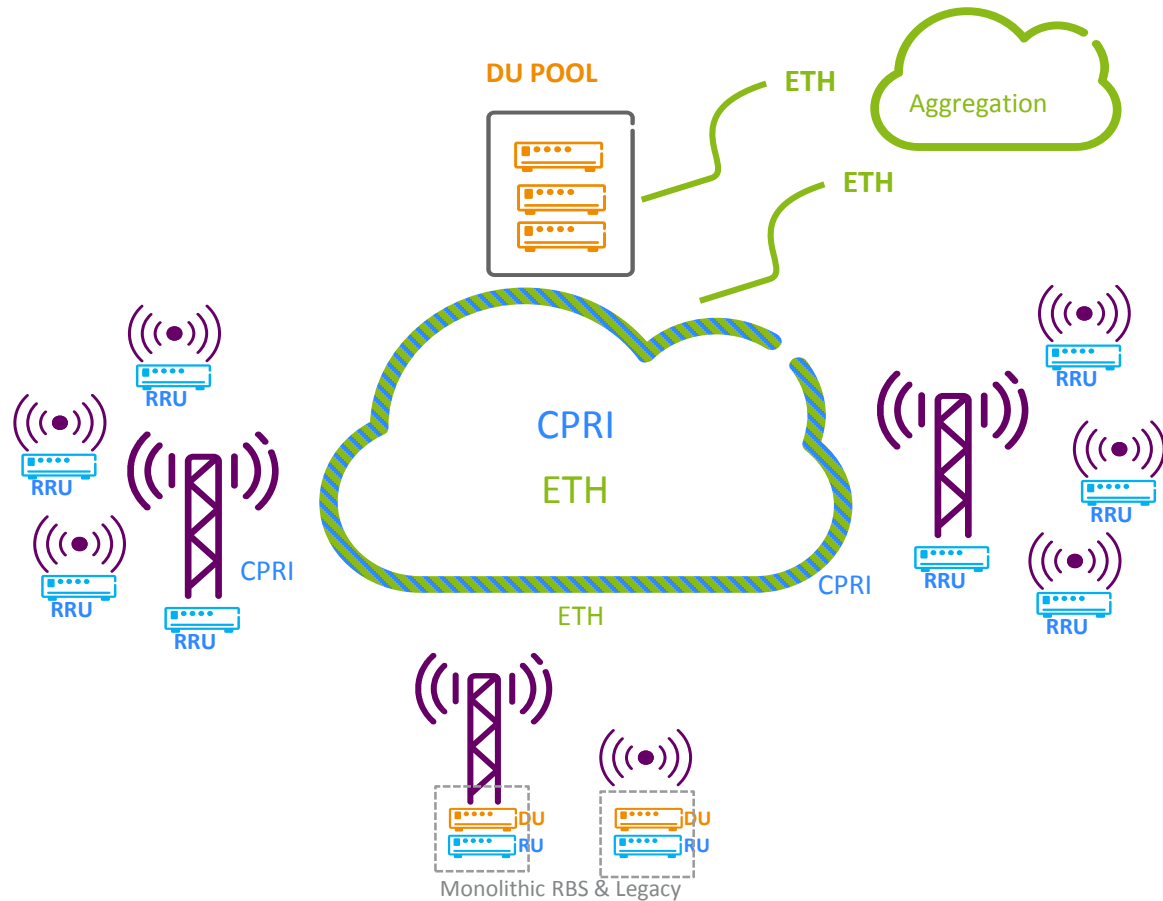 DU POOL
ETH
Aggregation
ETH
RRU
RRU
RRU
RRU
CPRI
CPRI
ETH
CPRI
ETH
RRU
RRU
RRU
RRU
DU
RU
DU
RU
Monolithic RBS & Legacy